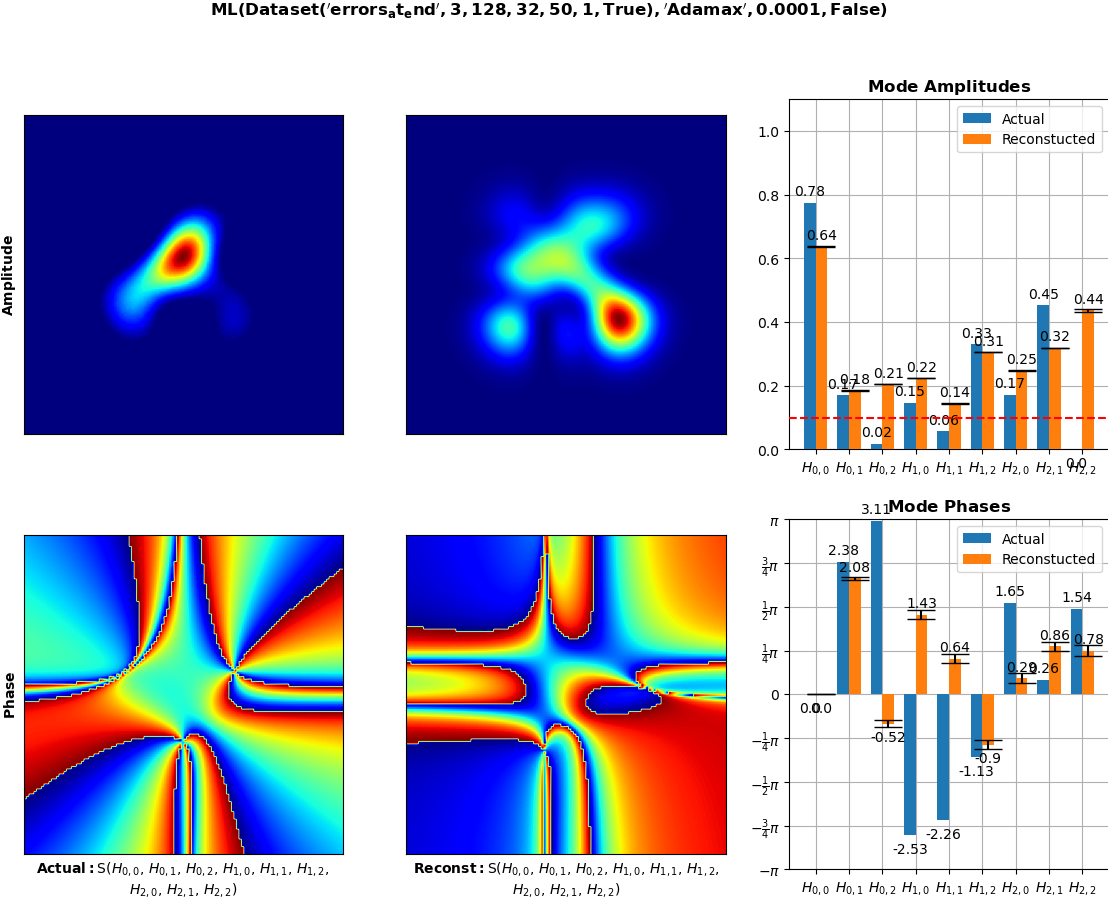 ML(Dataset('errors_at_end', 3, 128, 32, 50, 1, True), 'Adamax', 0.0001, False)
Amplitude
Mode Amplitudes
Actual
Reconstucted
1.0
0.8
0.6
0.4
0.2
0.0
0.78
0.64
0.17
0.18
0.02
0.21
0.15
0.22
0.06
0.14
0.33
0.31
0.17
0.25
0.45
0.32
0.0
0.44
H0,0 H0,1 H0,2 H1,0 H1,1 H1,2 H2,0 H2,1 H2,2
Phase
Mode Phases
Actual
Reconstucted
π
3/4π
1/2π
1/4π
0
−1/4π
−1/2π
−3/4π
−π
0.0
0.0
2.38
2.08
3.11
-0.52
-2.53
1.43
-2.26
0.64
-1.13
-0.9
1.65
0.29
0.26
0.86
1.54
0.78
H0,0 H0,1 H0,2 H1,0 H1,1 H1,2 H2,0 H2,1 H2,2
Actual: S(H0,0, H0,1, H0,2, H1,0, H1,1, H1,2,
H2,0, H2,1, H2,2)
Reconst: S(H0,0, H0,1, H0,2, H1,0, H1,1, H1,2,
H2,0, H2,1, H2,2)